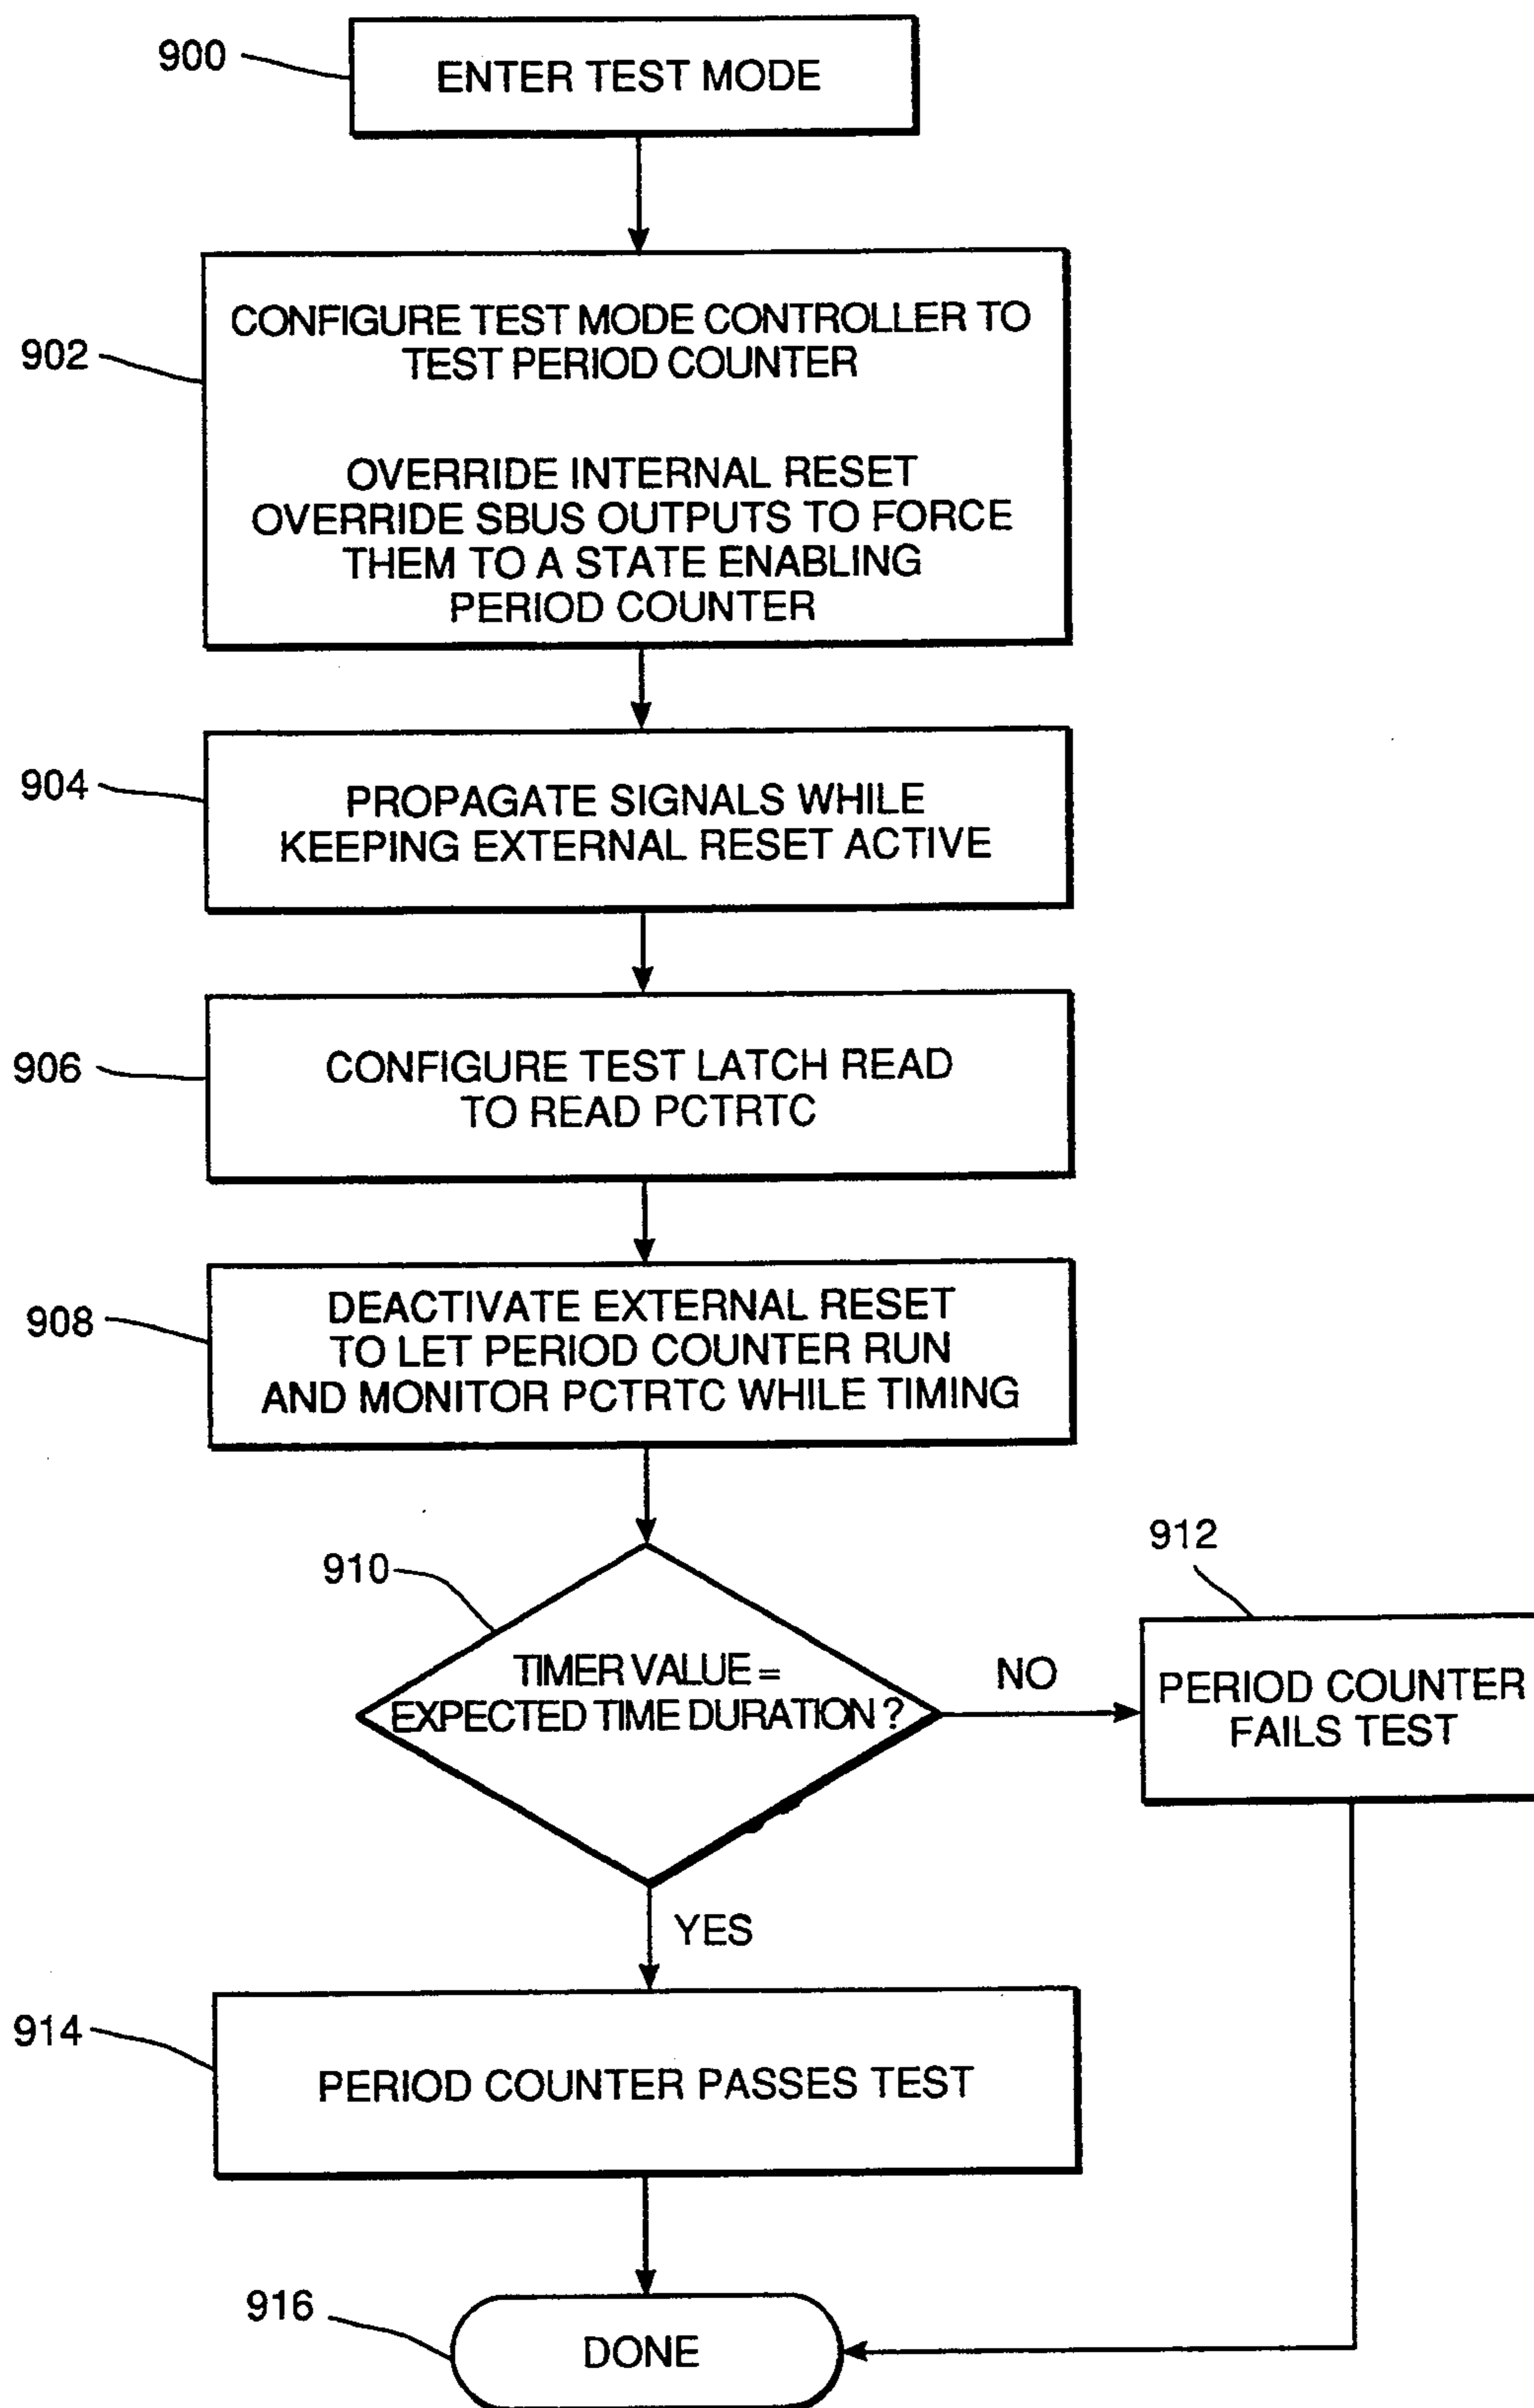 900
ENTER TEST MODE
902
CONFIGURE TEST MODE CONTROLLER TO
TEST PERIOD COUNTER
OVERRIDE INTERNAL RESET
OVERRIDE SBUS OUTPUTS TO FORCE
THEM TO A STATE ENABLING
PERIOD COUNTER
904
PROPAGATE SIGNALS WHILE
KEEPING EXTERNAL RESET ACTIVE
906
CONFIGURE TEST LATCH READ
TO READ PCTRTC
908
DEACTIVATE EXTERNAL RESET
TO LET PERIOD COUNTER RUN
AND MONITOR PCTRTC WHILE TIMING
910
TIMER VALUE =
EXPECTED TIME DURATION ?
NO
912
PERIOD COUNTER
FAILS TEST
YES
914
PERIOD COUNTER PASSES TEST
916
DONE